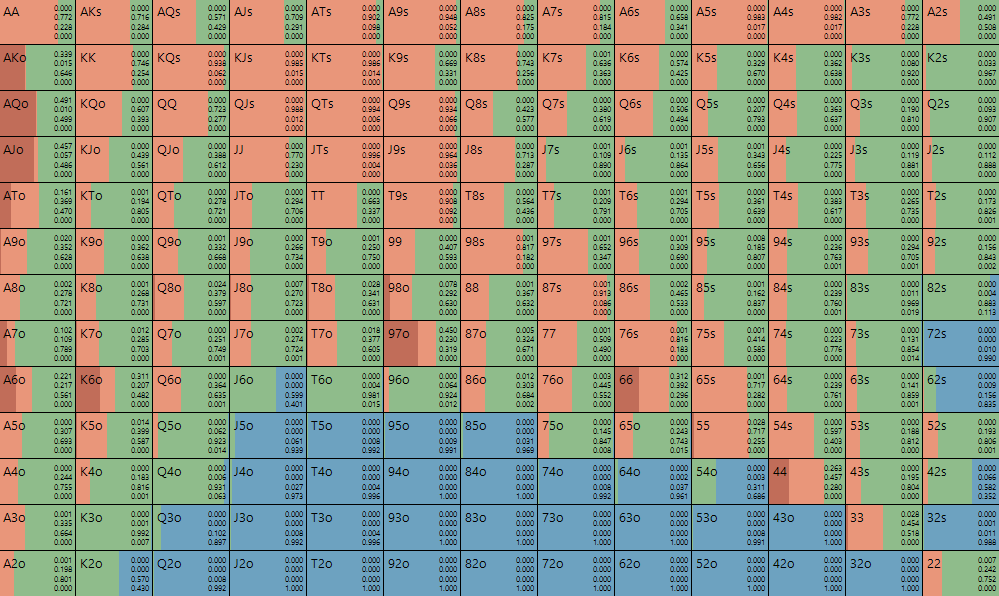 AA 0.000 0.772 0.228 0.000
AKs 0.000 0.716 0.284 0.000
AQs 0.000 0.571 0.429 0.000
AJs 0.000 0.709 0.291 0.000
ATs 0.000 0.902 0.098 0.000
A9s 0.000 0.948 0.052 0.000
A8s 0.000 0.825 0.175 0.000
A7s 0.000 0.815 0.184 0.000
A6s 0.000 0.658 0.341 0.000
A5s 0.000 0.983 0.017 0.000
A4s 0.000 0.982 0.017 0.000
A3s 0.000 0.772 0.228 0.000
A2s 0.000 0.491 0.508 0.000
AKo 0.339 0.015 0.646 0.000
KK 0.000 0.746 0.254 0.000
KQs 0.000 0.938 0.062 0.000
KJs 0.000 0.985 0.015 0.000
KTs 0.000 0.986 0.014 0.000
K9s 0.000 0.669 0.331 0.000
K8s 0.000 0.743 0.256 0.000
K7s 0.001 0.636 0.363 0.000
K6s 0.000 0.574 0.425 0.000
K5s 0.000 0.329 0.670 0.000
K4s 0.000 0.362 0.638 0.000
K3s 0.000 0.080 0.920 0.000
K2s 0.000 0.033 0.967 0.000
AQo 0.491 0.010 0.499 0.000
KQo 0.000 0.607 0.393 0.000
QQ 0.000 0.723 0.277 0.000
QJs 0.000 0.988 0.012 0.000
QTs 0.000 0.994 0.006 0.000
Q9s 0.000 0.934 0.066 0.000
Q8s 0.000 0.423 0.577 0.000
Q7s 0.000 0.380 0.619 0.000
Q6s 0.000 0.506 0.494 0.000
Q5s 0.000 0.207 0.793 0.000
Q4s 0.000 0.363 0.637 0.000
Q3s 0.000 0.190 0.810 0.000
Q2s 0.000 0.093 0.907 0.000
AJo 0.457 0.057 0.486 0.000
KJo 0.000 0.439 0.561 0.000
QJo 0.000 0.388 0.612 0.000
JJ 0.000 0.770 0.230 0.000
JTs 0.000 0.996 0.004 0.000
J9s 0.000 0.964 0.036 0.000
J8s 0.000 0.713 0.287 0.000
J7s 0.000 0.109 0.890 0.000
J6s 0.000 0.135 0.864 0.000
J5s 0.000 0.343 0.656 0.000
J4s 0.000 0.225 0.775 0.000
J3s 0.000 0.119 0.881 0.000
J2s 0.000 0.112 0.888 0.000
ATo 0.161 0.369 0.470 0.000
KTo 0.001 0.194 0.805 0.000
QTo 0.000 0.278 0.721 0.000
JTo 0.000 0.294 0.706 0.000
TT 0.000 0.663 0.337 0.000
T9s 0.000 0.908 0.092 0.000
T8s 0.000 0.564 0.436 0.000
T7s 0.000 0.209 0.791 0.000
T6s 0.001 0.294 0.705 0.000
T5s 0.000 0.361 0.639 0.000
T4s 0.000 0.383 0.617 0.000
T3s 0.000 0.265 0.735 0.000
T2s 0.000 0.173 0.826 0.001
A9o 0.020 0.352 0.628 0.000
K9o 0.000 0.362 0.638 0.000
Q9o 0.001 0.332 0.668 0.000
J9o 0.000 0.266 0.734 0.000
T9o 0.001 0.250 0.750 0.000
99 0.000 0.407 0.593 0.000
98s 0.001 0.817 0.182 0.000
97s 0.001 0.652 0.347 0.000
96s 0.001 0.309 0.690 0.000
95s 0.008 0.185 0.807 0.000
94s 0.000 0.236 0.763 0.001
93s 0.000 0.294 0.705 0.001
92s 0.000 0.156 0.843 0.002
A8o 0.002 0.278 0.721 0.000
K8o 0.001 0.268 0.731 0.000
Q8o 0.024 0.379 0.597 0.000
J8o 0.007 0.270 0.723 0.000
T8o 0.028 0.341 0.631 0.000
98o 0.078 0.292 0.630 0.000
88 0.001 0.367 0.632 0.000
87s 0.001 0.913 0.086 0.000
86s 0.002 0.465 0.533 0.000
85s 0.001 0.162 0.837 0.000
84s 0.000 0.239 0.760 0.001
83s 0.000 0.011 0.969 0.019
82s 0.000 0.004 0.883 0.113
A7o 0.102 0.109 0.789 0.000
K7o 0.012 0.285 0.703 0.000
Q7o 0.000 0.251 0.749 0.001
J7o 0.002 0.274 0.724 0.001
T7o 0.018 0.377 0.605 0.000
97o 0.450 0.230 0.319 0.000
87o 0.005 0.324 0.671 0.000
77 0.001 0.509 0.490 0.000
76s 0.001 0.816 0.183 0.000
75s 0.001 0.414 0.585 0.000
74s 0.000 0.223 0.776 0.000
73s 0.000 0.131 0.854 0.014
72s 0.000 0.000 0.010 0.990
A6o 0.221 0.217 0.561 0.000
K6o 0.311 0.207 0.482 0.000
Q6o 0.000 0.364 0.635 0.001
J6o 0.000 0.000 0.599 0.401
T6o 0.000 0.004 0.981 0.015
96o 0.000 0.064 0.924 0.012
86o 0.012 0.303 0.684 0.002
76o 0.003 0.445 0.552 0.000
66 0.312 0.392 0.296 0.000
65s 0.001 0.717 0.282 0.000
64s 0.000 0.239 0.761 0.000
63s 0.000 0.141 0.859 0.001
62s 0.000 0.009 0.156 0.835
A5o 0.000 0.307 0.693 0.000
K5o 0.014 0.399 0.587 0.000
Q5o 0.000 0.062 0.923 0.014
J5o 0.000 0.000 0.061 0.939
T5o 0.000 0.000 0.008 0.992
95o 0.000 0.000 0.009 0.991
85o 0.000 0.000 0.031 0.969
75o 0.000 0.145 0.847 0.008
65o 0.000 0.243 0.743 0.015
55 0.028 0.717 0.255 0.000
54s 0.000 0.597 0.403 0.000
53s 0.000 0.188 0.812 0.000
52s 0.000 0.193 0.806 0.001
A4o 0.000 0.244 0.755 0.000
K4o 0.000 0.183 0.816 0.001
Q4o 0.000 0.006 0.931 0.063
J4o 0.000 0.000 0.027 0.973
T4o 0.000 0.000 0.004 0.996
94o 0.000 0.000 0.000 1.000
84o 0.000 0.000 0.000 1.000
74o 0.000 0.000 0.008 0.992
64o 0.000 0.002 0.037 0.961
54o 0.000 0.003 0.311 0.686
44 0.263 0.457 0.280 0.000
43s 0.001 0.195 0.804 0.000
42s 0.000 0.066 0.582 0.352
A3o 0.001 0.335 0.664 0.000
K3o 0.000 0.001 0.992 0.007
Q3o 0.000 0.000 0.102 0.897
J3o 0.000 0.000 0.008 0.992
T3o 0.000 0.000 0.004 0.996
93o 0.000 0.000 0.000 1.000
83o 0.000 0.000 0.000 1.000
73o 0.000 0.000 0.000 1.000
63o 0.000 0.000 0.000 1.000
53o 0.000 0.000 0.008 0.991
43o 0.000 0.000 0.000 1.000
33 0.028 0.454 0.518 0.000
32s 0.000 0.001 0.011 0.988
A2o 0.001 0.198 0.801 0.000
K2o 0.000 0.000 0.570 0.430
Q2o 0.000 0.000 0.008 0.992
J2o 0.000 0.000 0.000 1.000
T2o 0.000 0.000 0.000 1.000
92o 0.000 0.000 0.000 1.000
82o 0.000 0.000 0.000 1.000
72o 0.000 0.000 0.000 1.000
62o 0.000 0.000 0.000 1.000
52o 0.000 0.000 0.000 1.000
42o 0.000 0.000 0.000 1.000
32o 0.000 0.000 0.000 1.000
22 0.007 0.242 0.752 0.000